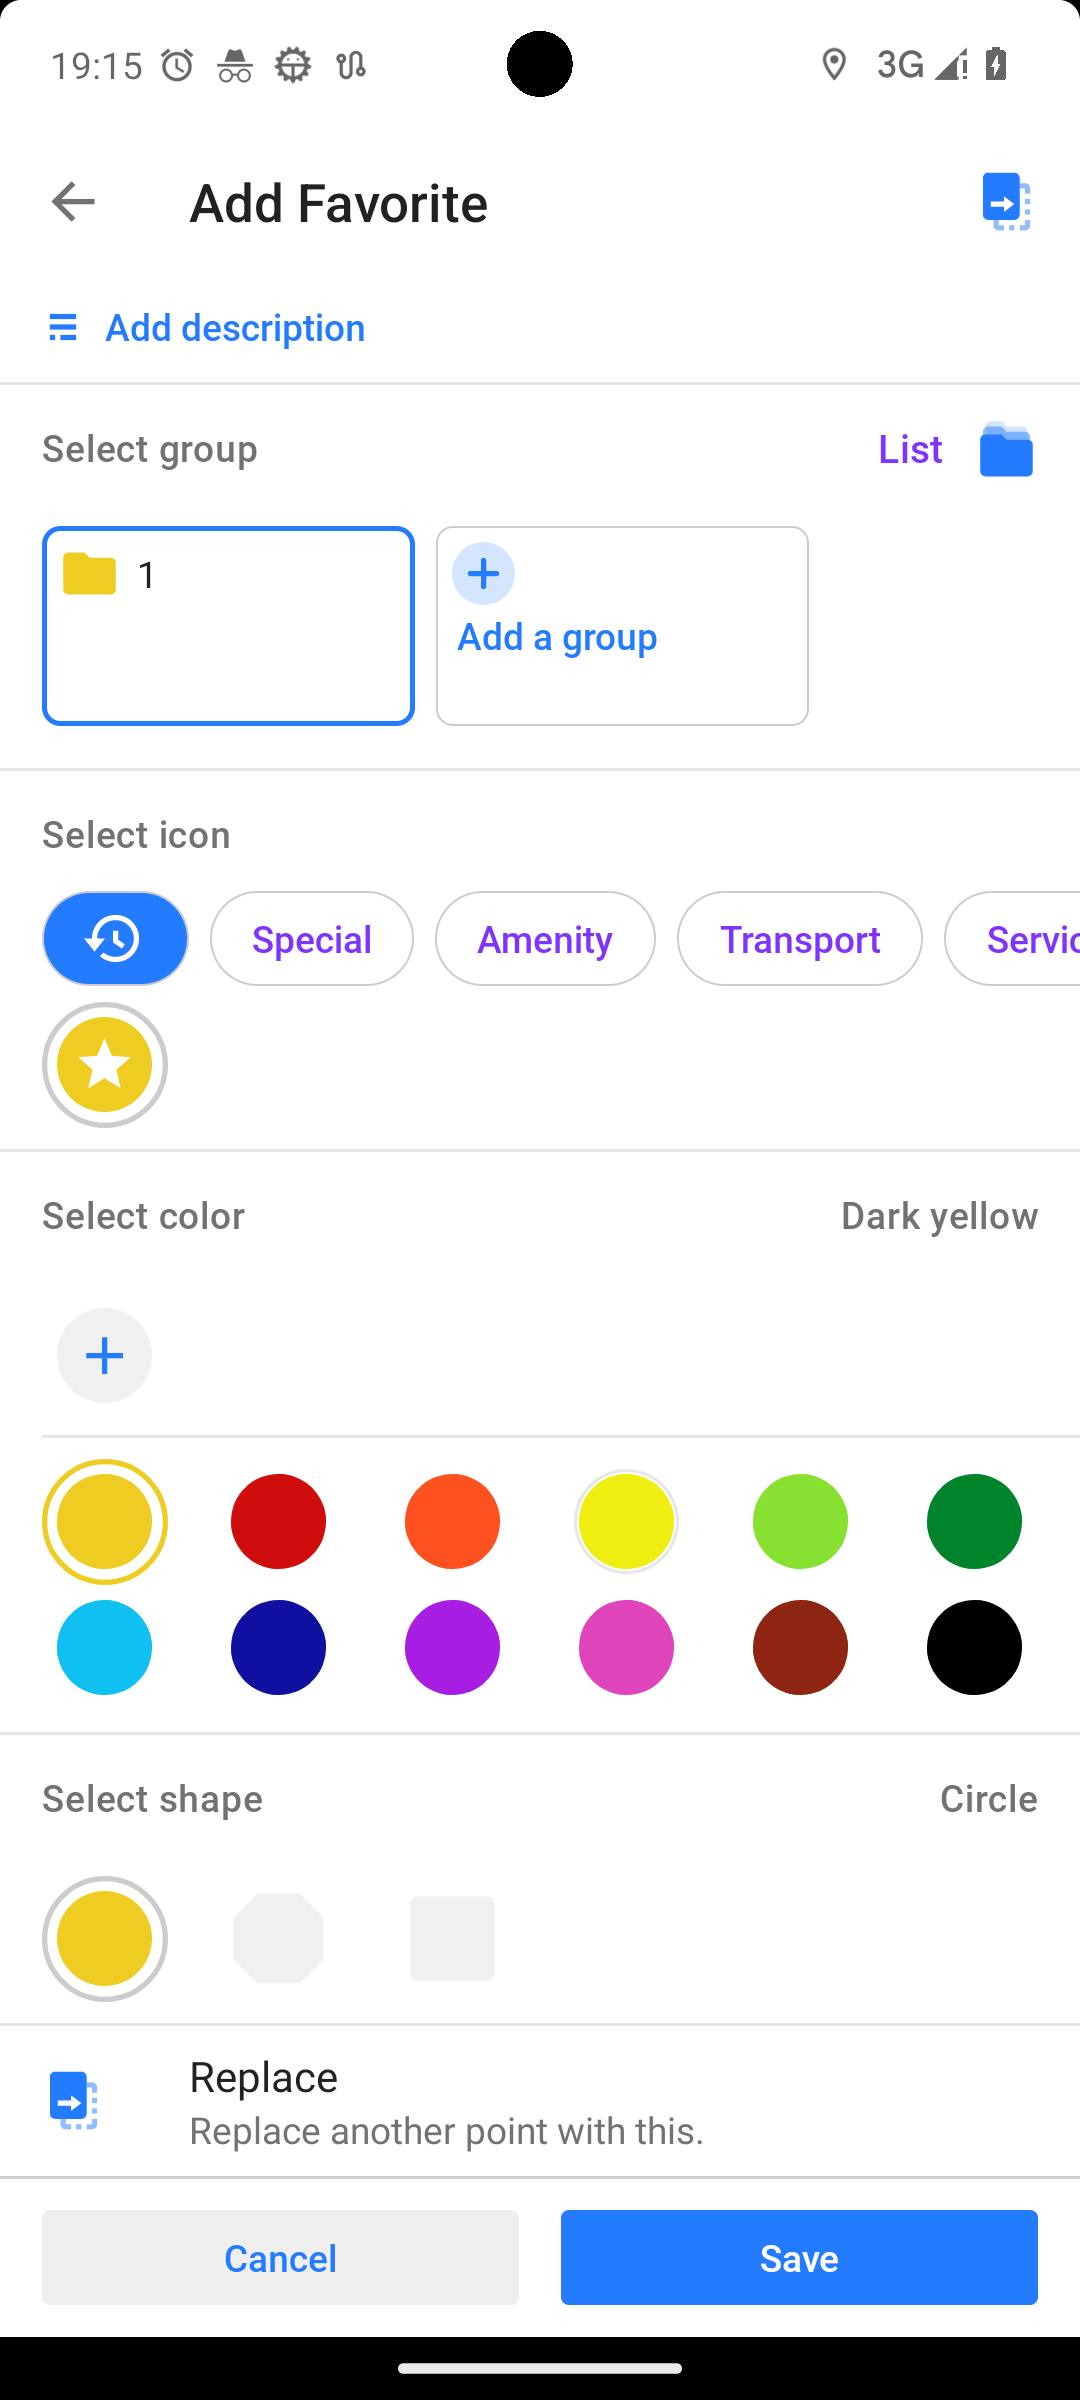 19:15
3G
Add Favorite
Add description
Select group
List
1
Add a group
Select icon
Special
Amenity
Transport
Servic
Select color
Dark yellow
Select shape
Circle
Replace
Replace another point with this.
Cancel
Save